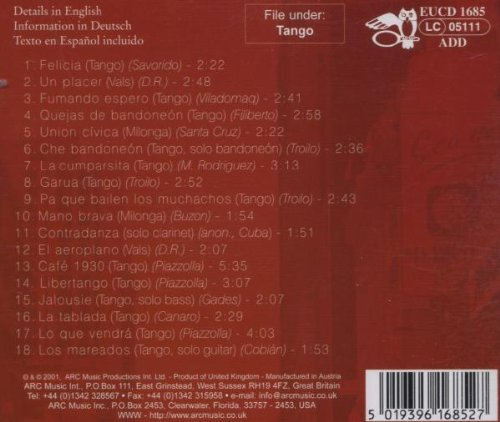 Details in English
Information in Deutsch
Texto en Español incluido
File under:
Tango
EUCD 1685
LC 05111
ADD
1. Felicia (Tango) (Savorido) - 2:22
2. Un placer (Vals) (D.R.) - 2:48
3. Fumando espero (Tango) (Viladomaq) - 2:41
4. Quejas de bandoneón (Tango) (Filiberto) - 2:58
5. Union cívica (Milonga) (Santa Cruz) - 2:22
6. Che bandoneón (Tango, solo bandoneón) (Troilo) - 2:36
7. La cumparsita (Tango) (M. Rodriguez) - 3:13
8. Garua (Tango) (Troilo) - 2:52
9. Pa que bailen los muchachos (Tango) (Troilo) - 2:43
10. Mano brava (Milonga) (Buzon) - 1:54
11. Contradanza (solo clarinet) (anon., Cuba) - 1:51
12. El aeroplano (Vals) (D.R.) - 2:07
13. Café 1930 (Tango) (Piazzolla) - 5:35
14. Libertango (Tango) (Piazzolla) - 3:07
15. Jalousie (Tango, solo bass) (Gades) - 2:01
16. La tablada (Tango) (Canaro) - 2:29
17. Lo que vendrá (Tango) (Piazzolla) - 4:03
18. Los mareados (Tango, solo guitar) (Cobián) - 3:53
℗ & © 2001. ARC Music Productions Int. Ltd. - Product of United Kingdom - Manufactured in Austria
ARC Music Int., P.O Box 111, East Grinstead, West Sussex RH19 4FZ, Great Britain
Tel: +44 (0)1342 328567 - Fax: +44 (0)1342 315958 - e-mail: info@arcmusic.co.uk
ARC Music Inc., P.O BOX 2453, Clearwater, Florida. 33757 - 2453, USA
WWW - http://www.arcmusic.co.uk
5 019396 168527